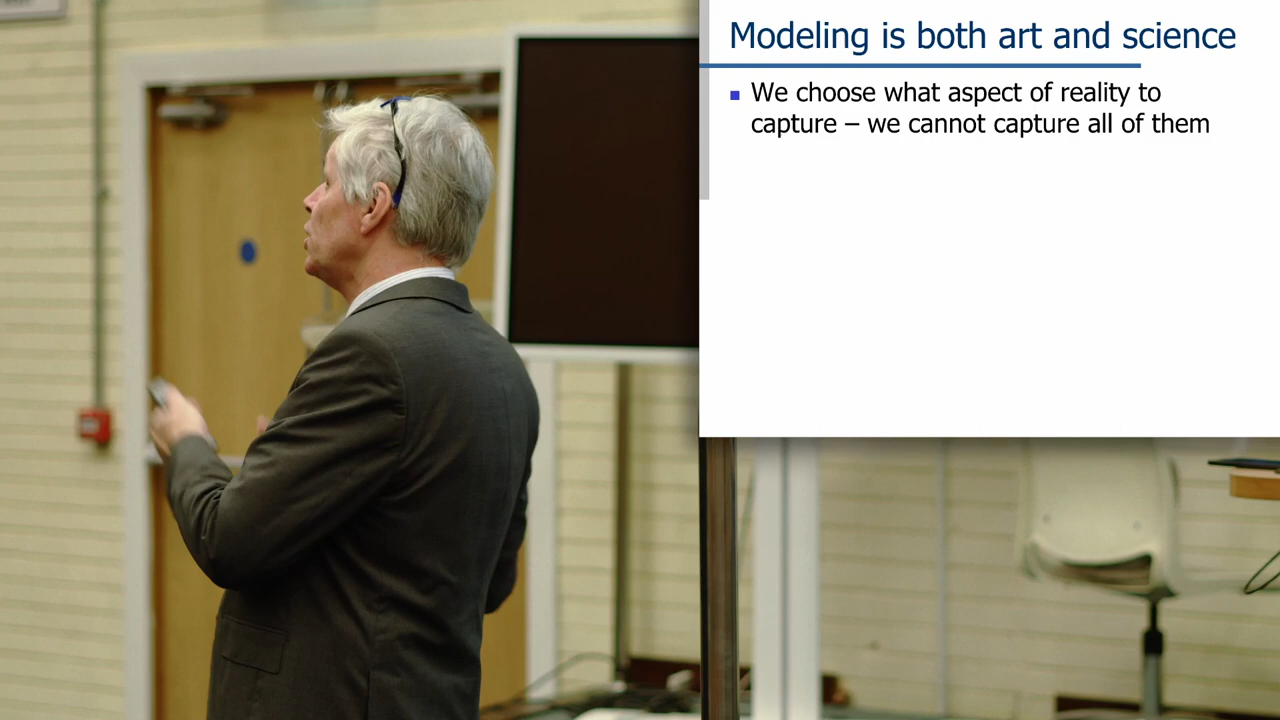 Modeling is both art and science
We choose what aspect of reality to
capture – we cannot capture all of them